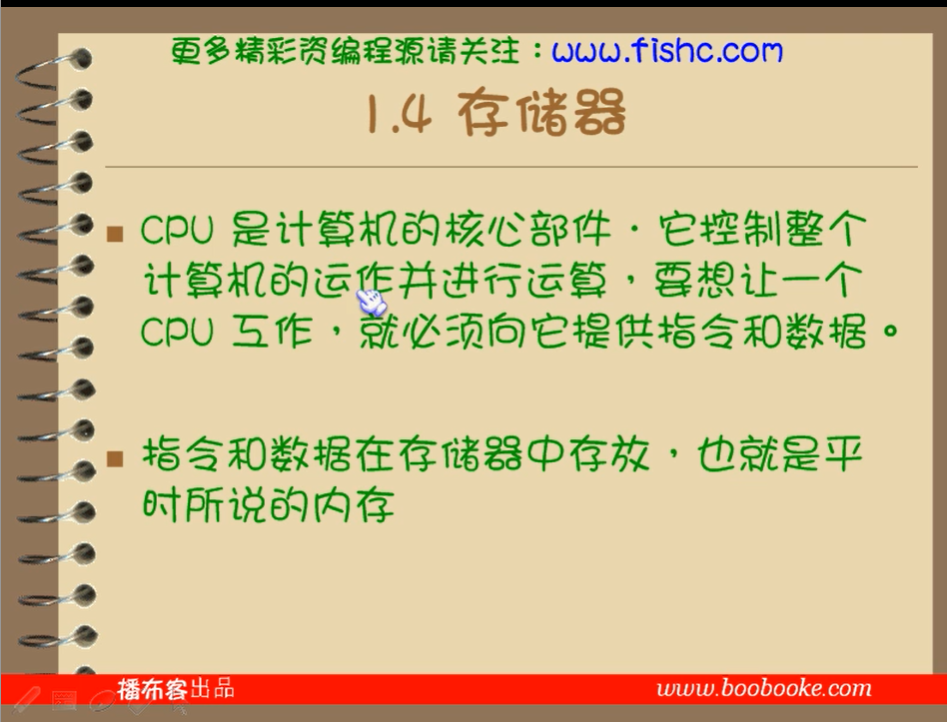 更多精彩资编程源请关注：www.fishc.com
1.4 存储器
CPU 是计算机的核心部件．它控制整个
计算机的运作并进行运算，要想让一个
CPU 工作，就必须向它提供指令和数据。
指令和数据在存储器中存放，也就是平
时所说的内存
播布客出品
www.boobooke.com